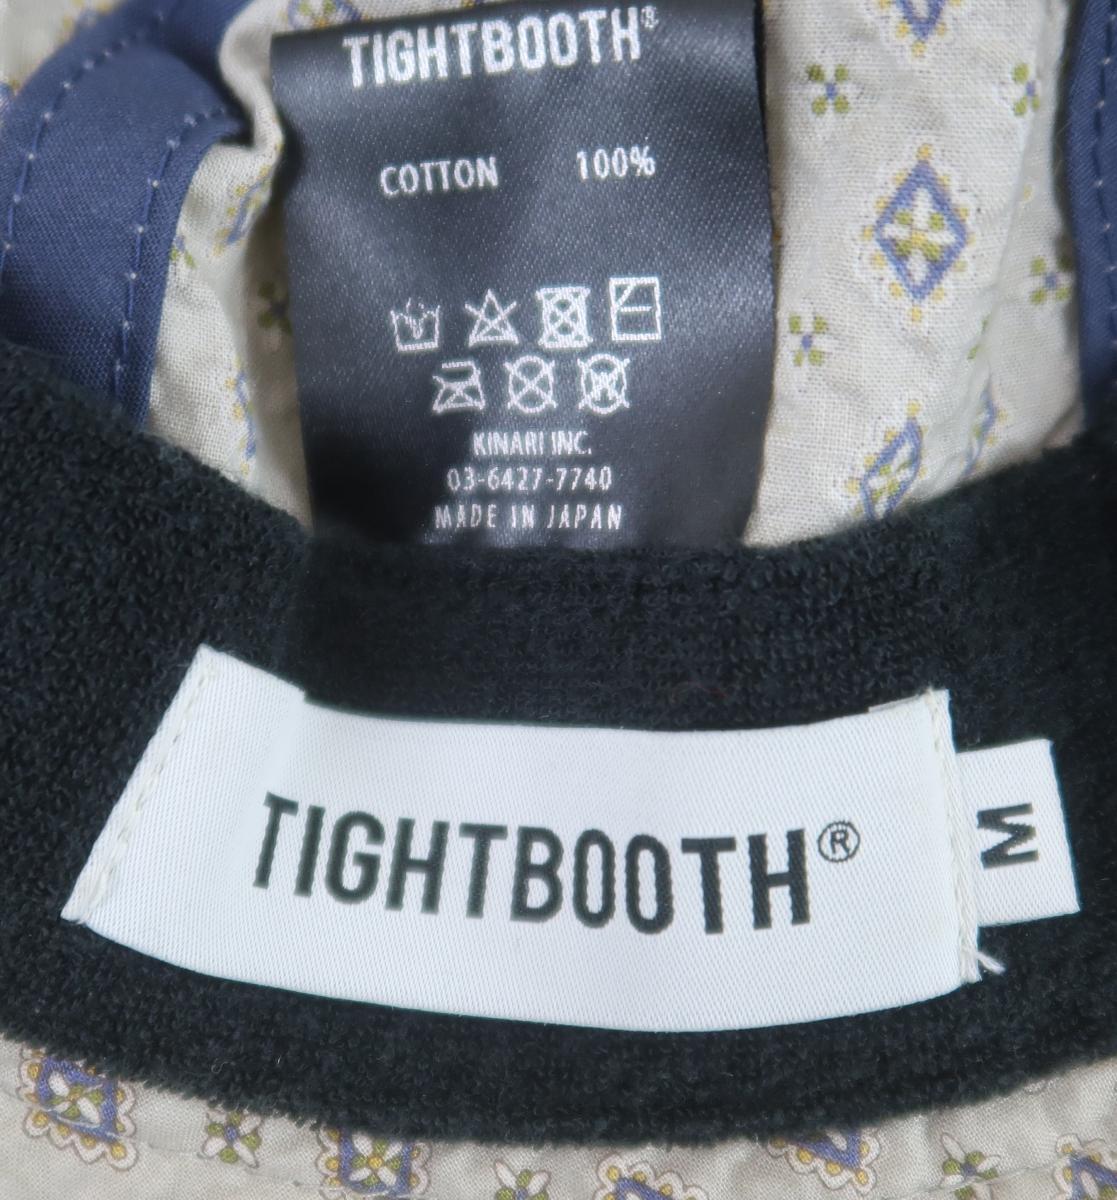 TIGHTBOOTH®
COTTON 100%
KINARI INC.
03-6427-7740
MADE IN JAPAN
TIGHTBOOTH®
M